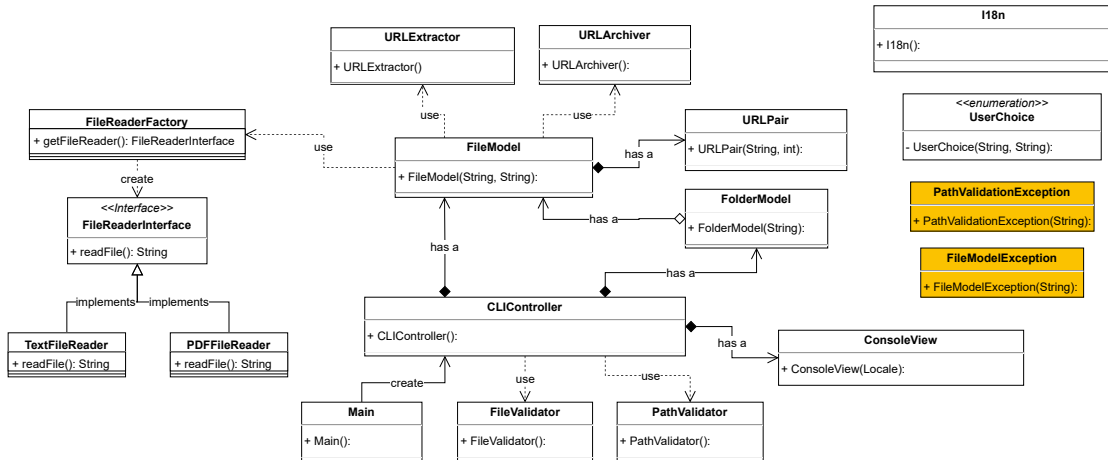 URLExtractor
+ URLExtractor()
URLArchiver
+ URLArchiver():
I18n
+ I18n():
FileReaderFactory
+ getFileReader(): FileReaderInterface
use
use
use
FileModel
+ FileModel(String, String):
has a
URLPair
+ URLPair(String, int):
<<enumeration>>
UserChoice
- UserChoice(String, String):
create
<<Interface>>
FileReaderInterface
+ readFile(): String
has a
FolderModel
+ FolderModel(String):
PathValidationException
+ PathValidationException(String):
has a
has a
FileModelException
+ FileModelException(String):
implements
implements
TextFileReader
+ readFile(): String
PDFFileReader
+ readFile(): String
CLIController
+ CLIController():
has a
ConsoleView
+ ConsoleView(Locale):
create
use
use
Main
+ Main():
FileValidator
+ FileValidator():
PathValidator
+ PathValidator():